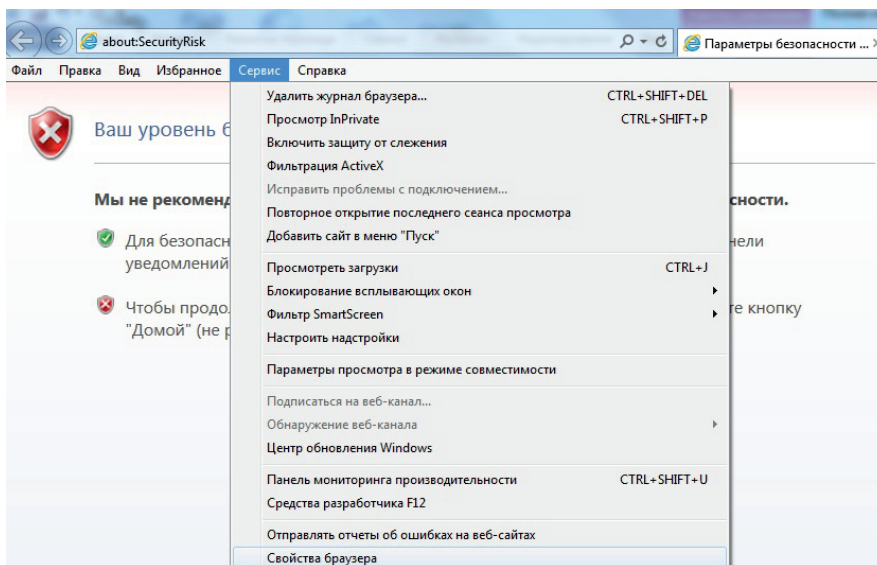 about:SecurityRisk
Параметры безопасности ...
Файл Правка Вид Избранное Сервис Справка
Ваш уровень
Мы не рекоменд
сности.
Для безопасн
нели
уведомлений
Чтобы продо
те кнопку
"Домой" (не р
Удалить журнал браузера... CTRL+SHIFT+DEL
Просмотр InPrivate CTRL+SHIFT+P
Включить защиту от слежения
Фильтрация ActiveX
Исправить проблемы с подключением...
Повторное открытие последнего сеанса просмотра
Добавить сайт в меню "Пуск"
Просмотреть загрузки CTRL+J
Блокирование всплывающих окон
Фильтр SmartScreen
Настроить надстройки
Параметры просмотра в режиме совместимости
Подписаться на веб-канал...
Обнаружение веб-канала
Центр обновления Windows
Панель мониторинга производительности CTRL+SHIFT+U
Средства разработчика F12
Отправлять отчеты об ошибках на веб-сайтах
Свойства браузера